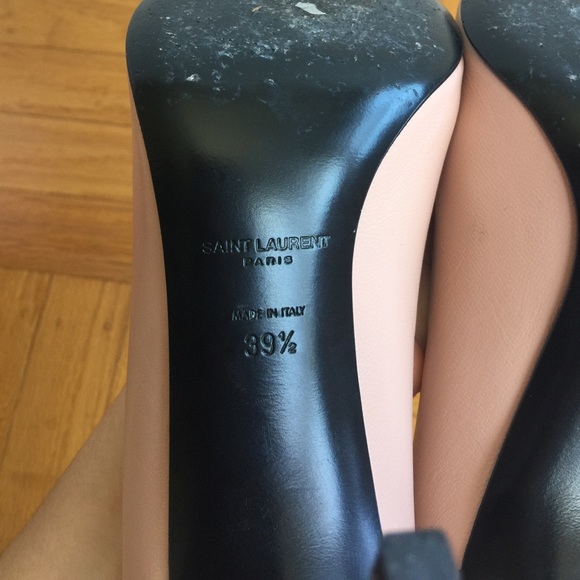 SAINT LAURENT
PARIS
MADE IN ITALY
39½